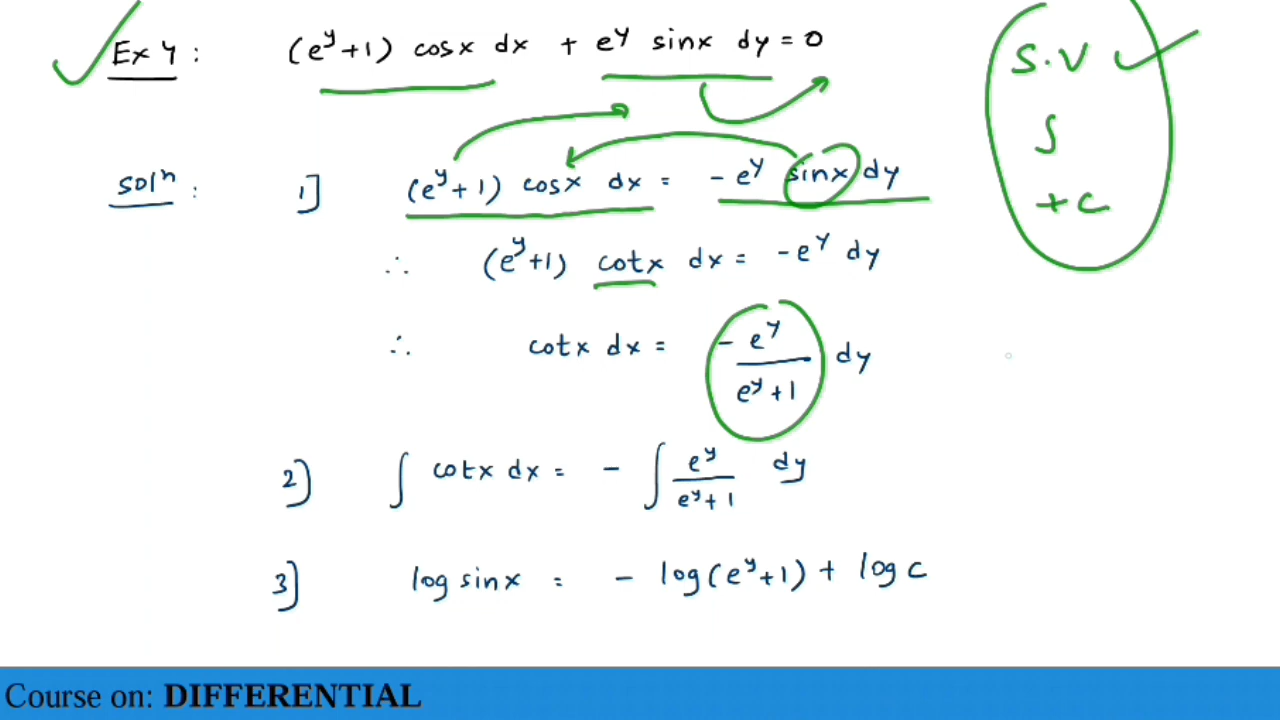 Ex 4 : (e^y+1) cosx dx + e^y sinx dy = 0
S.V
∫
+c
Soln : 1] (e^y+1) cosx dx = - e^y sinx dy
∴ (e^y+1) cotx dx = - e^y dy
∴ cotx dx = - e^y / e^y+1 dy
2) ∫ cotx dx = - ∫ e^y / e^y+1 dy
3) log sinx = - log(e^y+1) + log c
Course on: DIFFERENTIAL